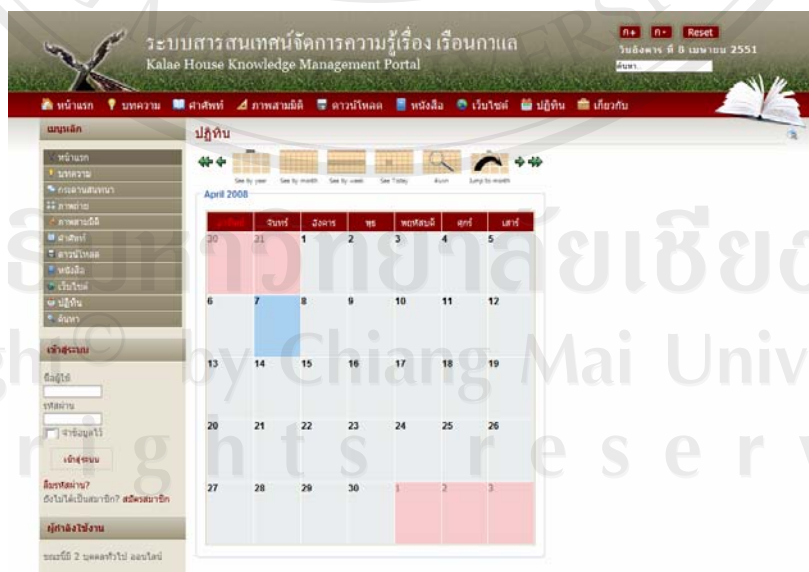 ระบบสารสนเทศน์จัดการความรู้เรื่อง เรือนกาแล
Kalae House Knowledge Management Portal
ก+ ก- Reset
วันอังคาร ที่ 8 เมษายน 2551
ค้นหา..
หน้าแรก บทความ คำศัพท์ ภาพสามมิติ ดาวน์โหลด หนังสือ เว็บไซต์ ปฏิทิน เกี่ยวกับ
เมนูหลัก
หน้าแรก
บทความ
กระดานสนทนา
ภาพถ่าย
ภาพสามมิติ
คำศัพท์
ดาวน์โหลด
หนังสือ
เว็บไซต์
ปฏิทิน
ค้นหา
เข้าสู่ระบบ
ชื่อผู้ใช้
รหัสผ่าน
จำข้อมูลไว้
เข้าสู่ระบบ
ลืมรหัสผ่าน?
ยังไม่ได้เป็นสมาชิก? สมัครสมาชิก
ผู้กำลังใช้งาน
ขณะนี้มี 2 บุคคลทั่วไป ออนไลน์
ปฏิทิน
See by year See by month See by week See Today ค้นหา Jump to month
April 2008
อาทิตย์ จันทร์ อังคาร พุธ พฤหัสบดี ศุกร์ เสาร์
30 31 1 2 3 4 5
6 7 8 9 10 11 12
13 14 15 16 17 18 19
20 21 22 23 24 25 26
27 28 29 30 1 2 3
by Chiang Mai Univ
rights reserv